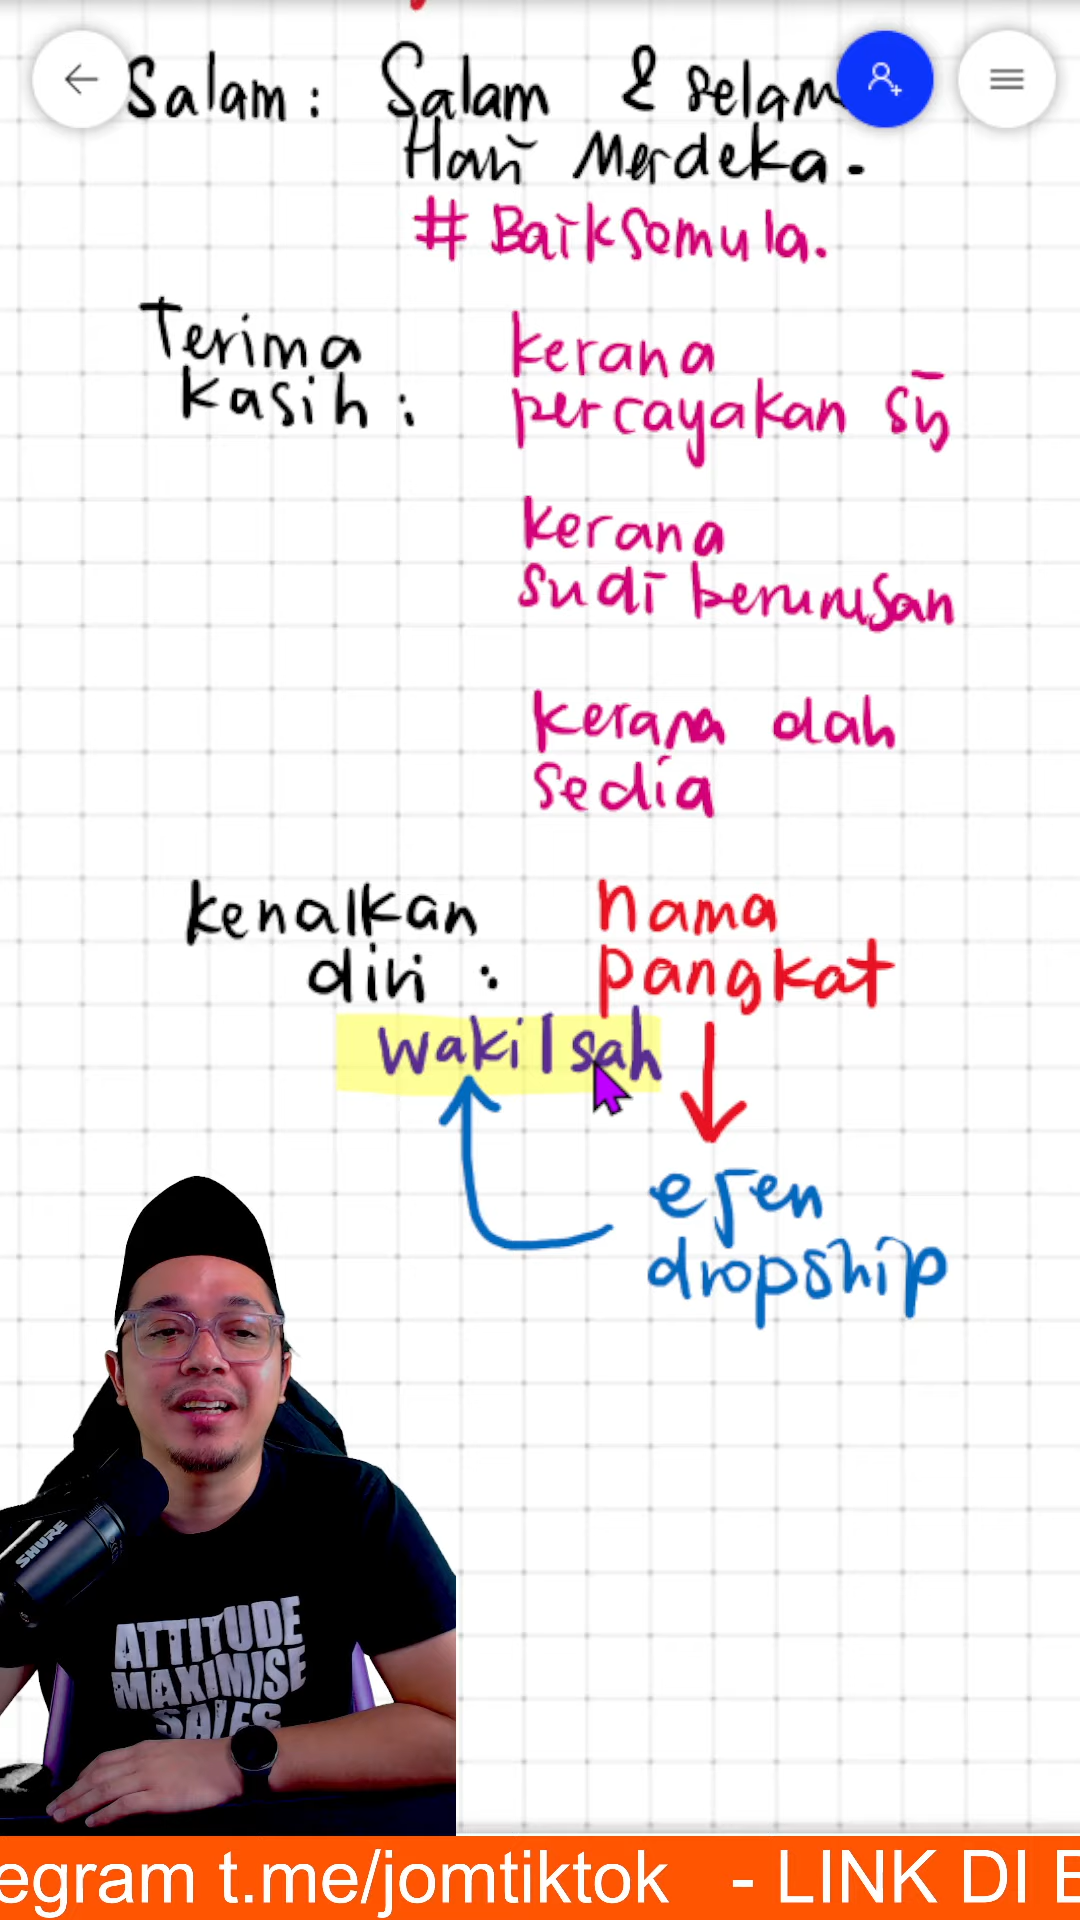 Salam : Salam & selam
Hari Merdeka.
# BaikSemula.
Terima
kasih :
kerana
percayakan sy
kerana
sudi berurusan
kerana dah
sedia
kenalkan
diri :
nama
pangkat
wakil sah
ejen
dropship
SHURE
ATTITUDE
MAXIMISE
SALES
egram t.me/jomtiktok - LINK DI B